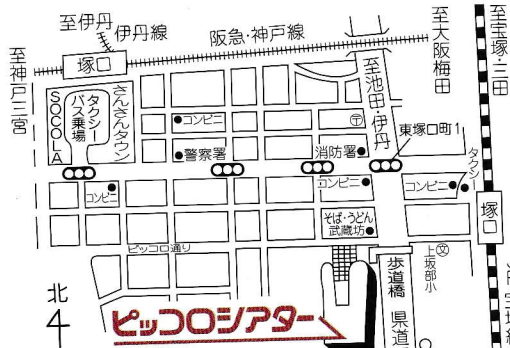 至伊丹
伊丹線
阪急・神戸線
至大阪梅田
至宝塚・三田
至神戸三宮
塚口
至池田・伊丹
SOCOLA
タクシーバス乗場
さんさんタウン
コンビニ
〒
東塚口町1
警察署
消防署
タクシー
コンビニ
コンビニ
コンビニ
塚口
そば・うどん
武蔵坊
ピッコロ通り
文
上坂部小
歩道橋
県道
北
ピッコロシアター